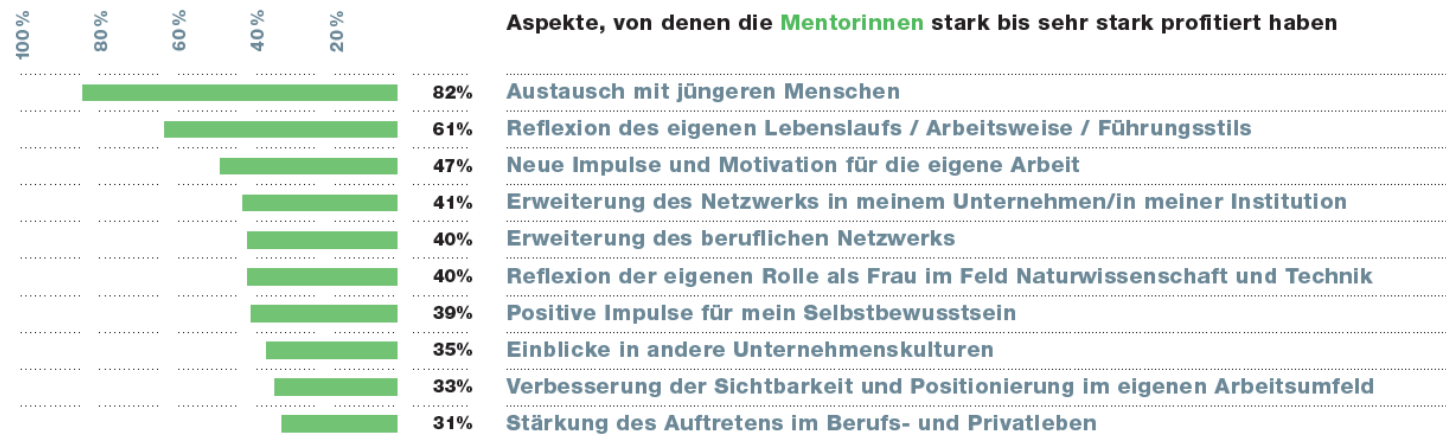 100% 80% 60% 40% 20%
Aspekte, von denen die Mentorinnen stark bis sehr stark profitiert haben
82% Austausch mit jüngeren Menschen
61% Reflexion des eigenen Lebenslaufs / Arbeitsweise / Führungsstils
47% Neue Impulse und Motivation für die eigene Arbeit
41% Erweiterung des Netzwerks in meinem Unternehmen/in meiner Institution
40% Erweiterung des beruflichen Netzwerks
40% Reflexion der eigenen Rolle als Frau im Feld Naturwissenschaft und Technik
39% Positive Impulse für mein Selbstbewusstsein
35% Einblicke in andere Unternehmenskulturen
33% Verbesserung der Sichtbarkeit und Positionierung im eigenen Arbeitsumfeld
31% Stärkung des Auftretens im Berufs- und Privatleben